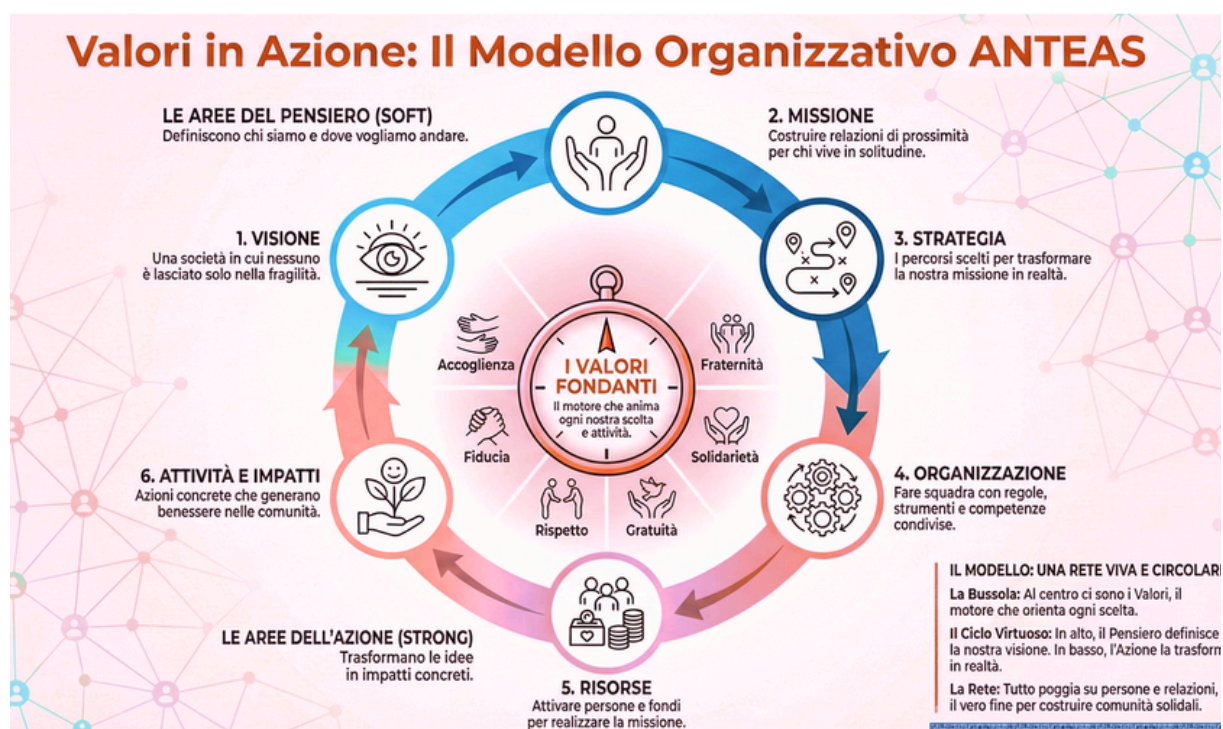 Valori in Azione: Il Modello Organizzativo ANTEAS
LE AREE DEL PENSIERO (SOFT)
Definiscono chi siamo e dove vogliamo andare.
1. VISIONE
Una società in cui nessuno
è lasciato solo nella fragilità.
2. MISSIONE
Costruire relazioni di prossimità
per chi vive in solitudine.
3. STRATEGIA
I percorsi scelti per trasformare
la nostra missione in realtà.
I VALORI
FONDANTI
Il motore che anima
ogni nostra scolta
e attività.
Accoglienza
Fraternità
Fiducia
Solidarietà
Rispetto
Gratuità
4. ORGANIZZAZIONE
Fare squadra con regole,
strumenti e competenze
condivise.
5. RISORSE
Attivare persone e fondi
per realizzare la missione.
6. ATTIVITÀ E IMPATTI
Azioni concrete che generano
benessere nelle comunità.
LE AREE DELL'AZIONE (STRONG)
Trasformano le idee
in impatti concreti.
IL MODELLO: UNA RETE VIVA E CIRCOLARE
La Bussola: Al centro ci sono i Valori, il
motore che orienta ogni scelta.
Il Ciclo Virtuoso: In alto, il Pensiero definisce
la nostra visione. In basso, l'Azione la trasform
in realtà.
La Rete: Tutto poggia su persone e relazioni,
il vero fine per costruire comunità solidali.